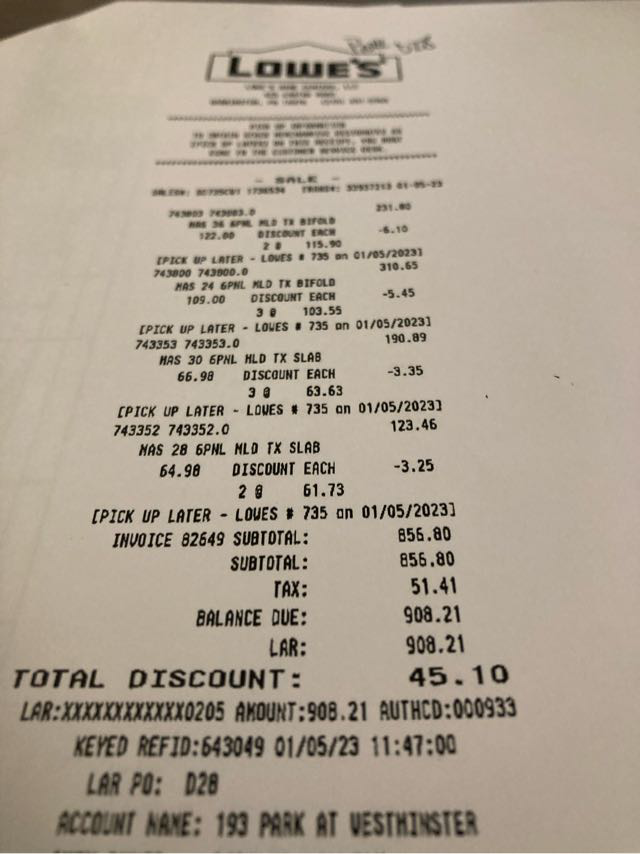 LOWE'S
- SALE -
743803 743803.0 231.80
MAS 36 6PNL MLD TX BIFOLD
122.00 DISCOUNT EACH -6.10
2 @ 115.90
[PICK UP LATER - LOWES # 735 on 01/05/2023]
743800 743800.0 310.65
MAS 24 6PNL MLD TX BIFOLD
109.00 DISCOUNT EACH -5.45
3 @ 103.55
[PICK UP LATER - LOWES # 735 on 01/05/2023]
743353 743353.0 190.89
MAS 30 6PNL MLD TX SLAB
66.98 DISCOUNT EACH -3.35
3 @ 63.63
[PICK UP LATER - LOWES # 735 on 01/05/2023]
743352 743352.0 123.46
MAS 28 6PNL MLD TX SLAB
64.98 DISCOUNT EACH -3.25
2 @ 61.73
[PICK UP LATER - LOWES # 735 on 01/05/2023]
INVOICE 82649 SUBTOTAL: 856.80
SUBTOTAL: 856.80
TAX: 51.41
BALANCE DUE: 908.21
LAR: 908.21
TOTAL DISCOUNT: 45.10
LAR:XXXXXXXXXXXX0205 AMOUNT:908.21 AUTHCD:000933
KEYED REFID:643049 01/05/23 11:47:00
LAR PO: D28
ACCOUNT NAME: 193 PARK AT WESTMINSTER